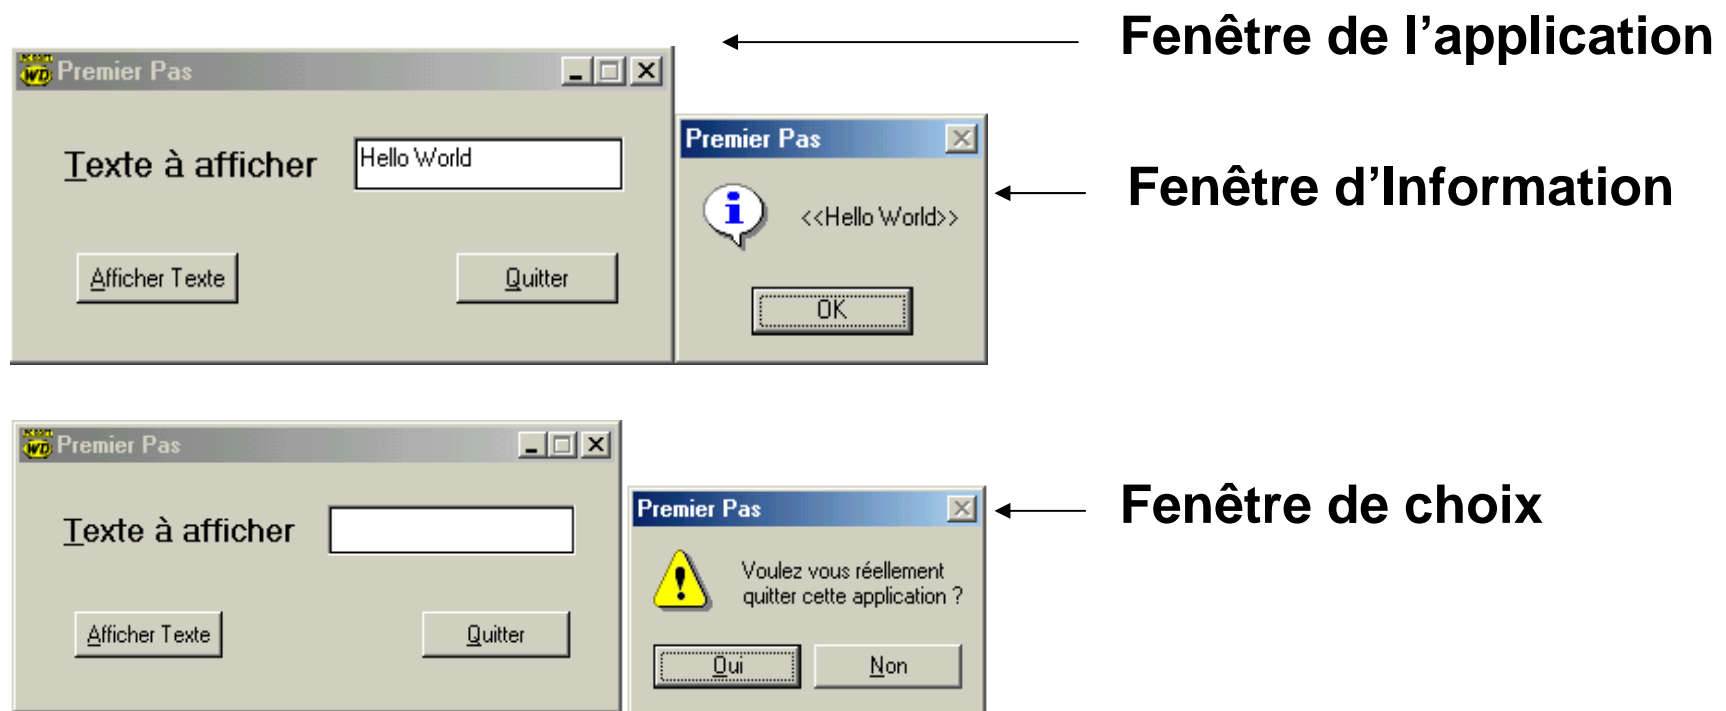 Fenêtre de l’application
WD Premier Pas
Texte à afficher
Hello World
Afficher Texte
Quitter
Premier Pas
<<Hello World>>
OK
Fenêtre d’Information
WD Premier Pas
Texte à afficher
Afficher Texte
Quitter
Premier Pas
Voulez vous réellement
quitter cette application ?
Oui
Non
Fenêtre de choix